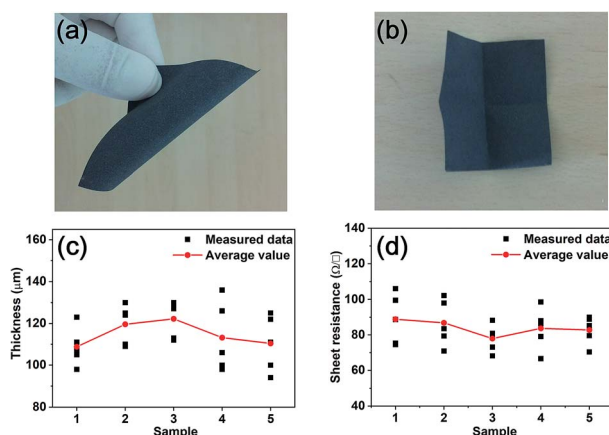 (a)
(b)
(c)
Measured data
Average value
Thickness (μm)
160
140
120
100
80
1 2 3 4 5
Sample
(d)
Measured data
Average value
Sheet resistance (Ω/□)
140
120
100
80
60
40
1 2 3 4 5
Sample